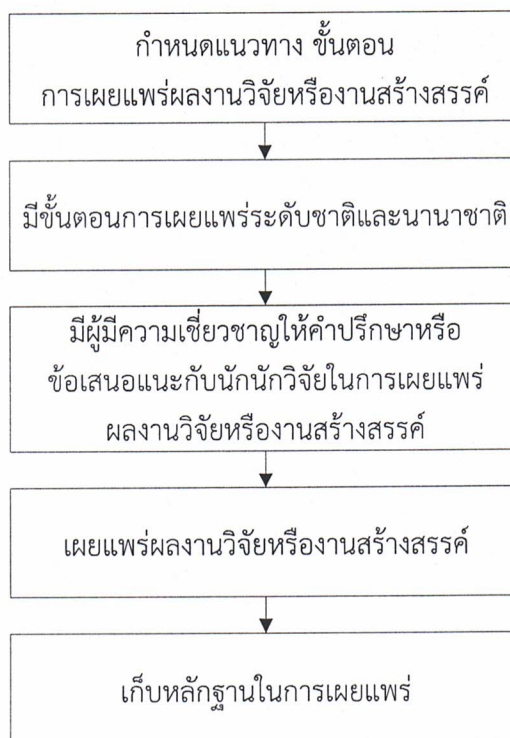 กำหนดแนวทาง ขั้นตอน
การเผยแพร่ผลงานวิจัยหรืองานสร้างสรรค์
มีขั้นตอนการเผยแพร่ระดับชาติและนานาชาติ
มีผู้มีความเชี่ยวชาญให้คำปรึกษาหรือ
ข้อเสนอแนะกับนักนักวิจัยในการเผยแพร่
ผลงานวิจัยหรืองานสร้างสรรค์
เผยแพร่ผลงานวิจัยหรืองานสร้างสรรค์
เก็บหลักฐานในการเผยแพร่